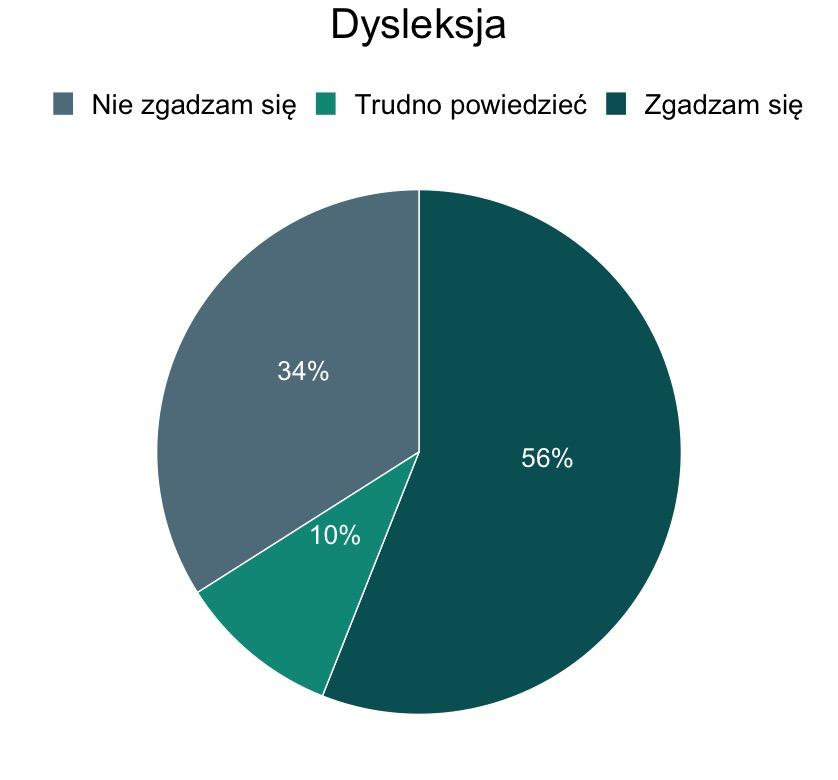 Dysleksja
Nie zgadzam się Trudno powiedzieć Zgadzam się
34%
56%
10%